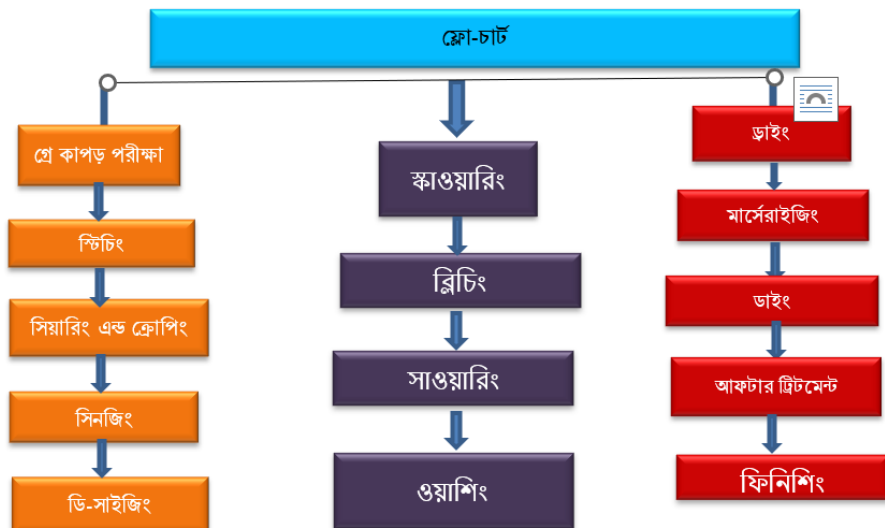 ফ্লো-চার্ট
গ্রে কাপড় পরীক্ষা
স্টিচিং
সিয়ারিং এন্ড ক্রোপিং
সিনজিং
ডি-সাইজিং
স্কাওয়ারিং
ব্লিচিং
সাওয়ারিং
ওয়াশিং
ড্রাইং
মার্সেরাইজিং
ডাইং
আফটার ট্রিটমেন্ট
ফিনিশিং